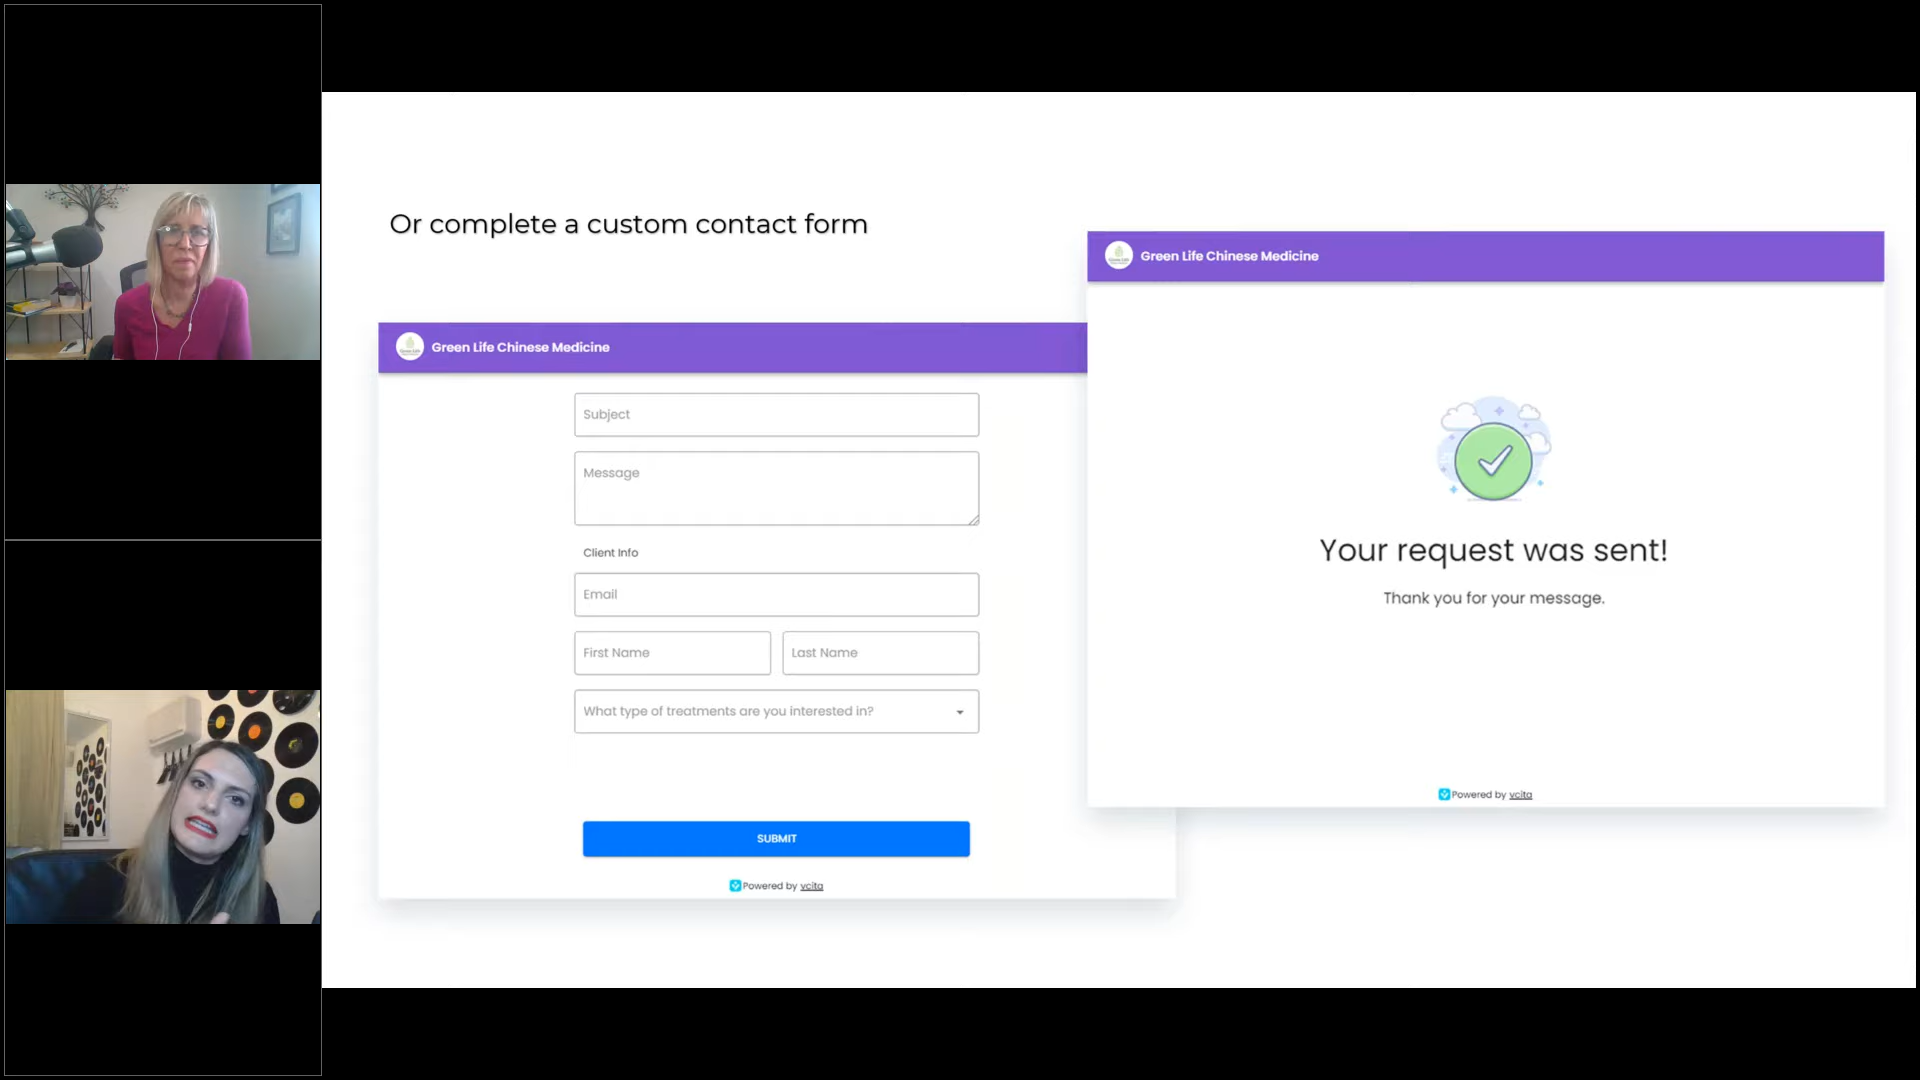 Or complete a custom contact form
Green Life Chinese Medicine
Subject
Message
Client Info
Email
First Name
Last Name
What type of treatments are you interested in?
SUBMIT
Powered by vcita
Green Life Chinese Medicine
Your request was sent!
Thank you for your message.
Powered by vcita